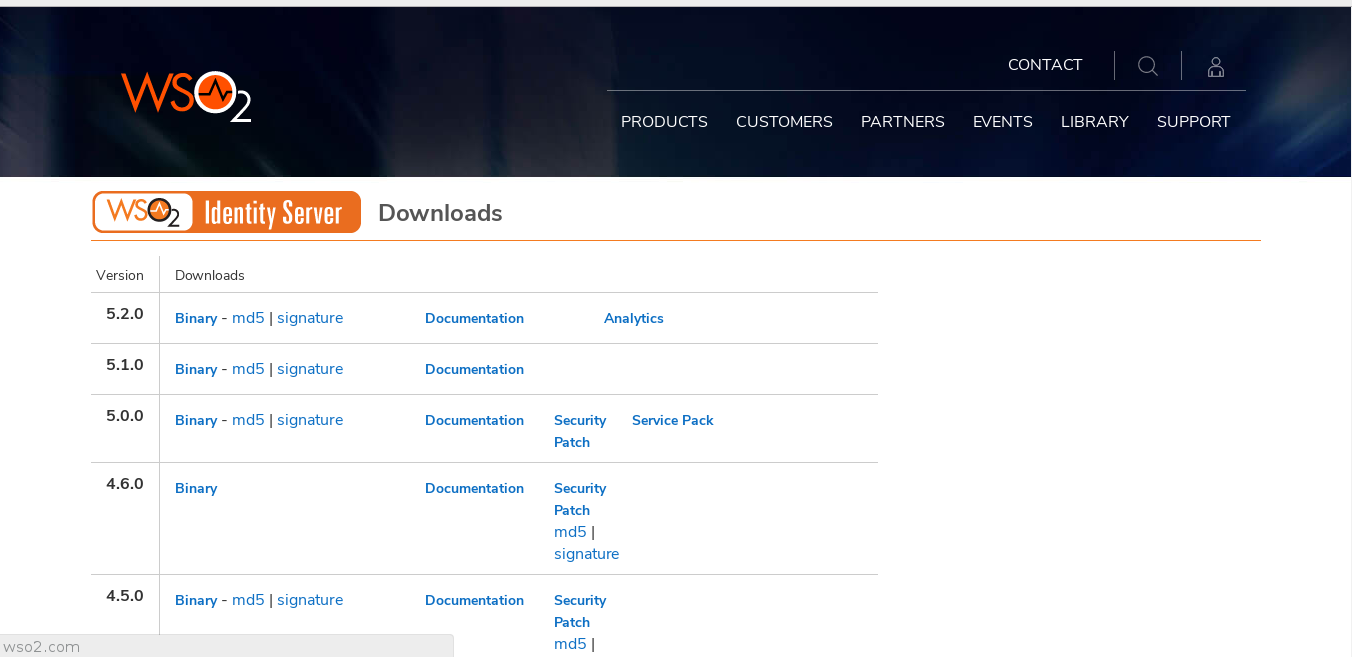 WSO2
CONTACT
PRODUCTS CUSTOMERS PARTNERS EVENTS LIBRARY SUPPORT
WSO2 Identity Server Downloads
Version Downloads
5.2.0 Binary - md5 | signature Documentation Analytics
5.1.0 Binary - md5 | signature Documentation
5.0.0 Binary - md5 | signature Documentation Security Service Pack
Patch
4.6.0 Binary Documentation Security
Patch
md5 |
signature
4.5.0 Binary - md5 | signature Documentation Security
Patch
md5 |
wso2.com